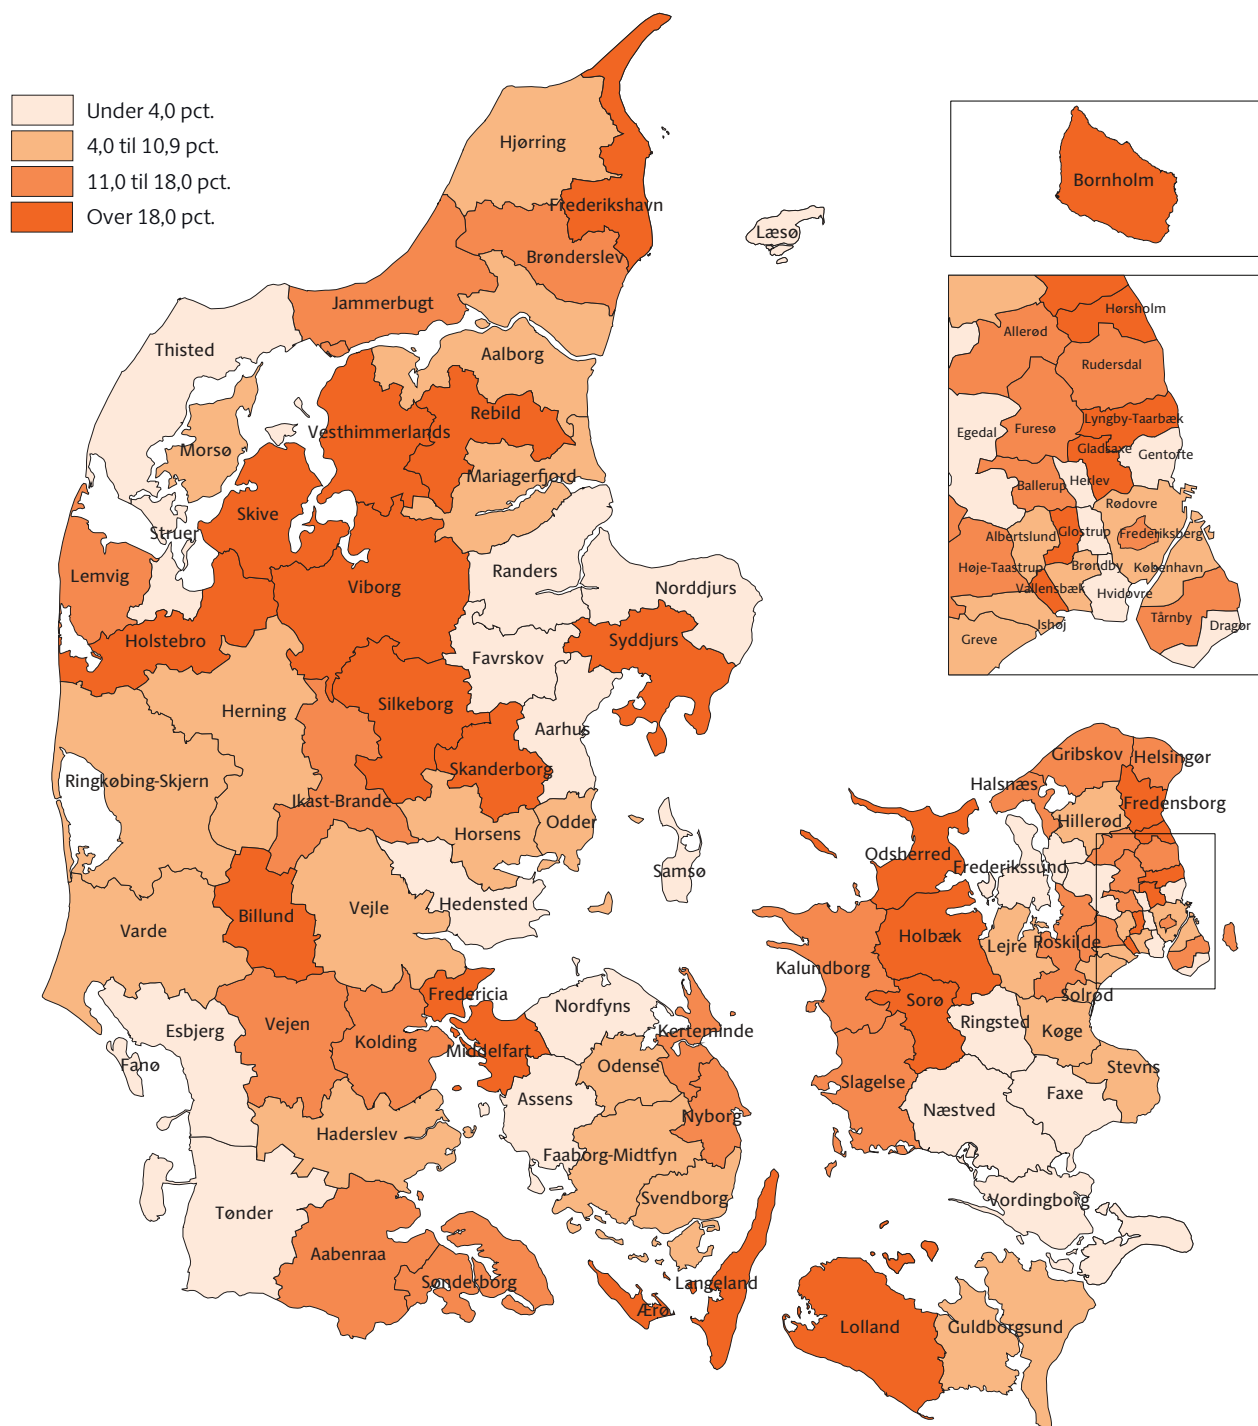 Under 4,0 pct.
4,0 til 10,9 pct.
11,0 til 18,0 pct.
Over 18,0 pct.
Hjørring
Frederikshavn
Læsø
Brønderslev
Jammerbugt
Thisted
Aalborg
Rebild
Vesthimmerlands
Morsø
Mariagerfjord
Skive
Struer
Lemvig
Viborg
Randers
Norddjurs
Holstebro
Syddjurs
Favrskov
Silkeborg
Herning
Aarhus
Skanderborg
Ringkøbing-Skjern
Ikast-Brande
Horsens
Odder
Samsø
Hedensted
Vejle
Billund
Varde
Fredericia
Nordfyns
Esbjerg
Vejen
Kolding
Middelfart
Kerteminde
Fanø
Odense
Assens
Nyborg
Haderslev
Faaborg-Midtfyn
Svendborg
Tønder
Aabenraa
Sønderborg
Langeland
Ærø
Bornholm
Hørsholm
Allerød
Rudersdal
Lyngby-Taarbæk
Egedal
Furesø
Gladsaxe
Gentofte
Herlev
Ballerup
Rødovre
Glostrup
Frederiksberg
Albertslund
Høje-Taastrup
Brøndby
København
Vallensbæk
Hvidovre
Ishøj
Tårnby
Dragør
Greve
Gribskov
Helsingør
Halsnæs
Fredensborg
Hillerød
Odsherred
Frederikssund
Holbæk
Lejre
Roskilde
Kalundborg
Solrød
Sorø
Ringsted
Køge
Stevns
Slagelse
Næstved
Faxe
Vordingborg
Lolland
Guldborgsund